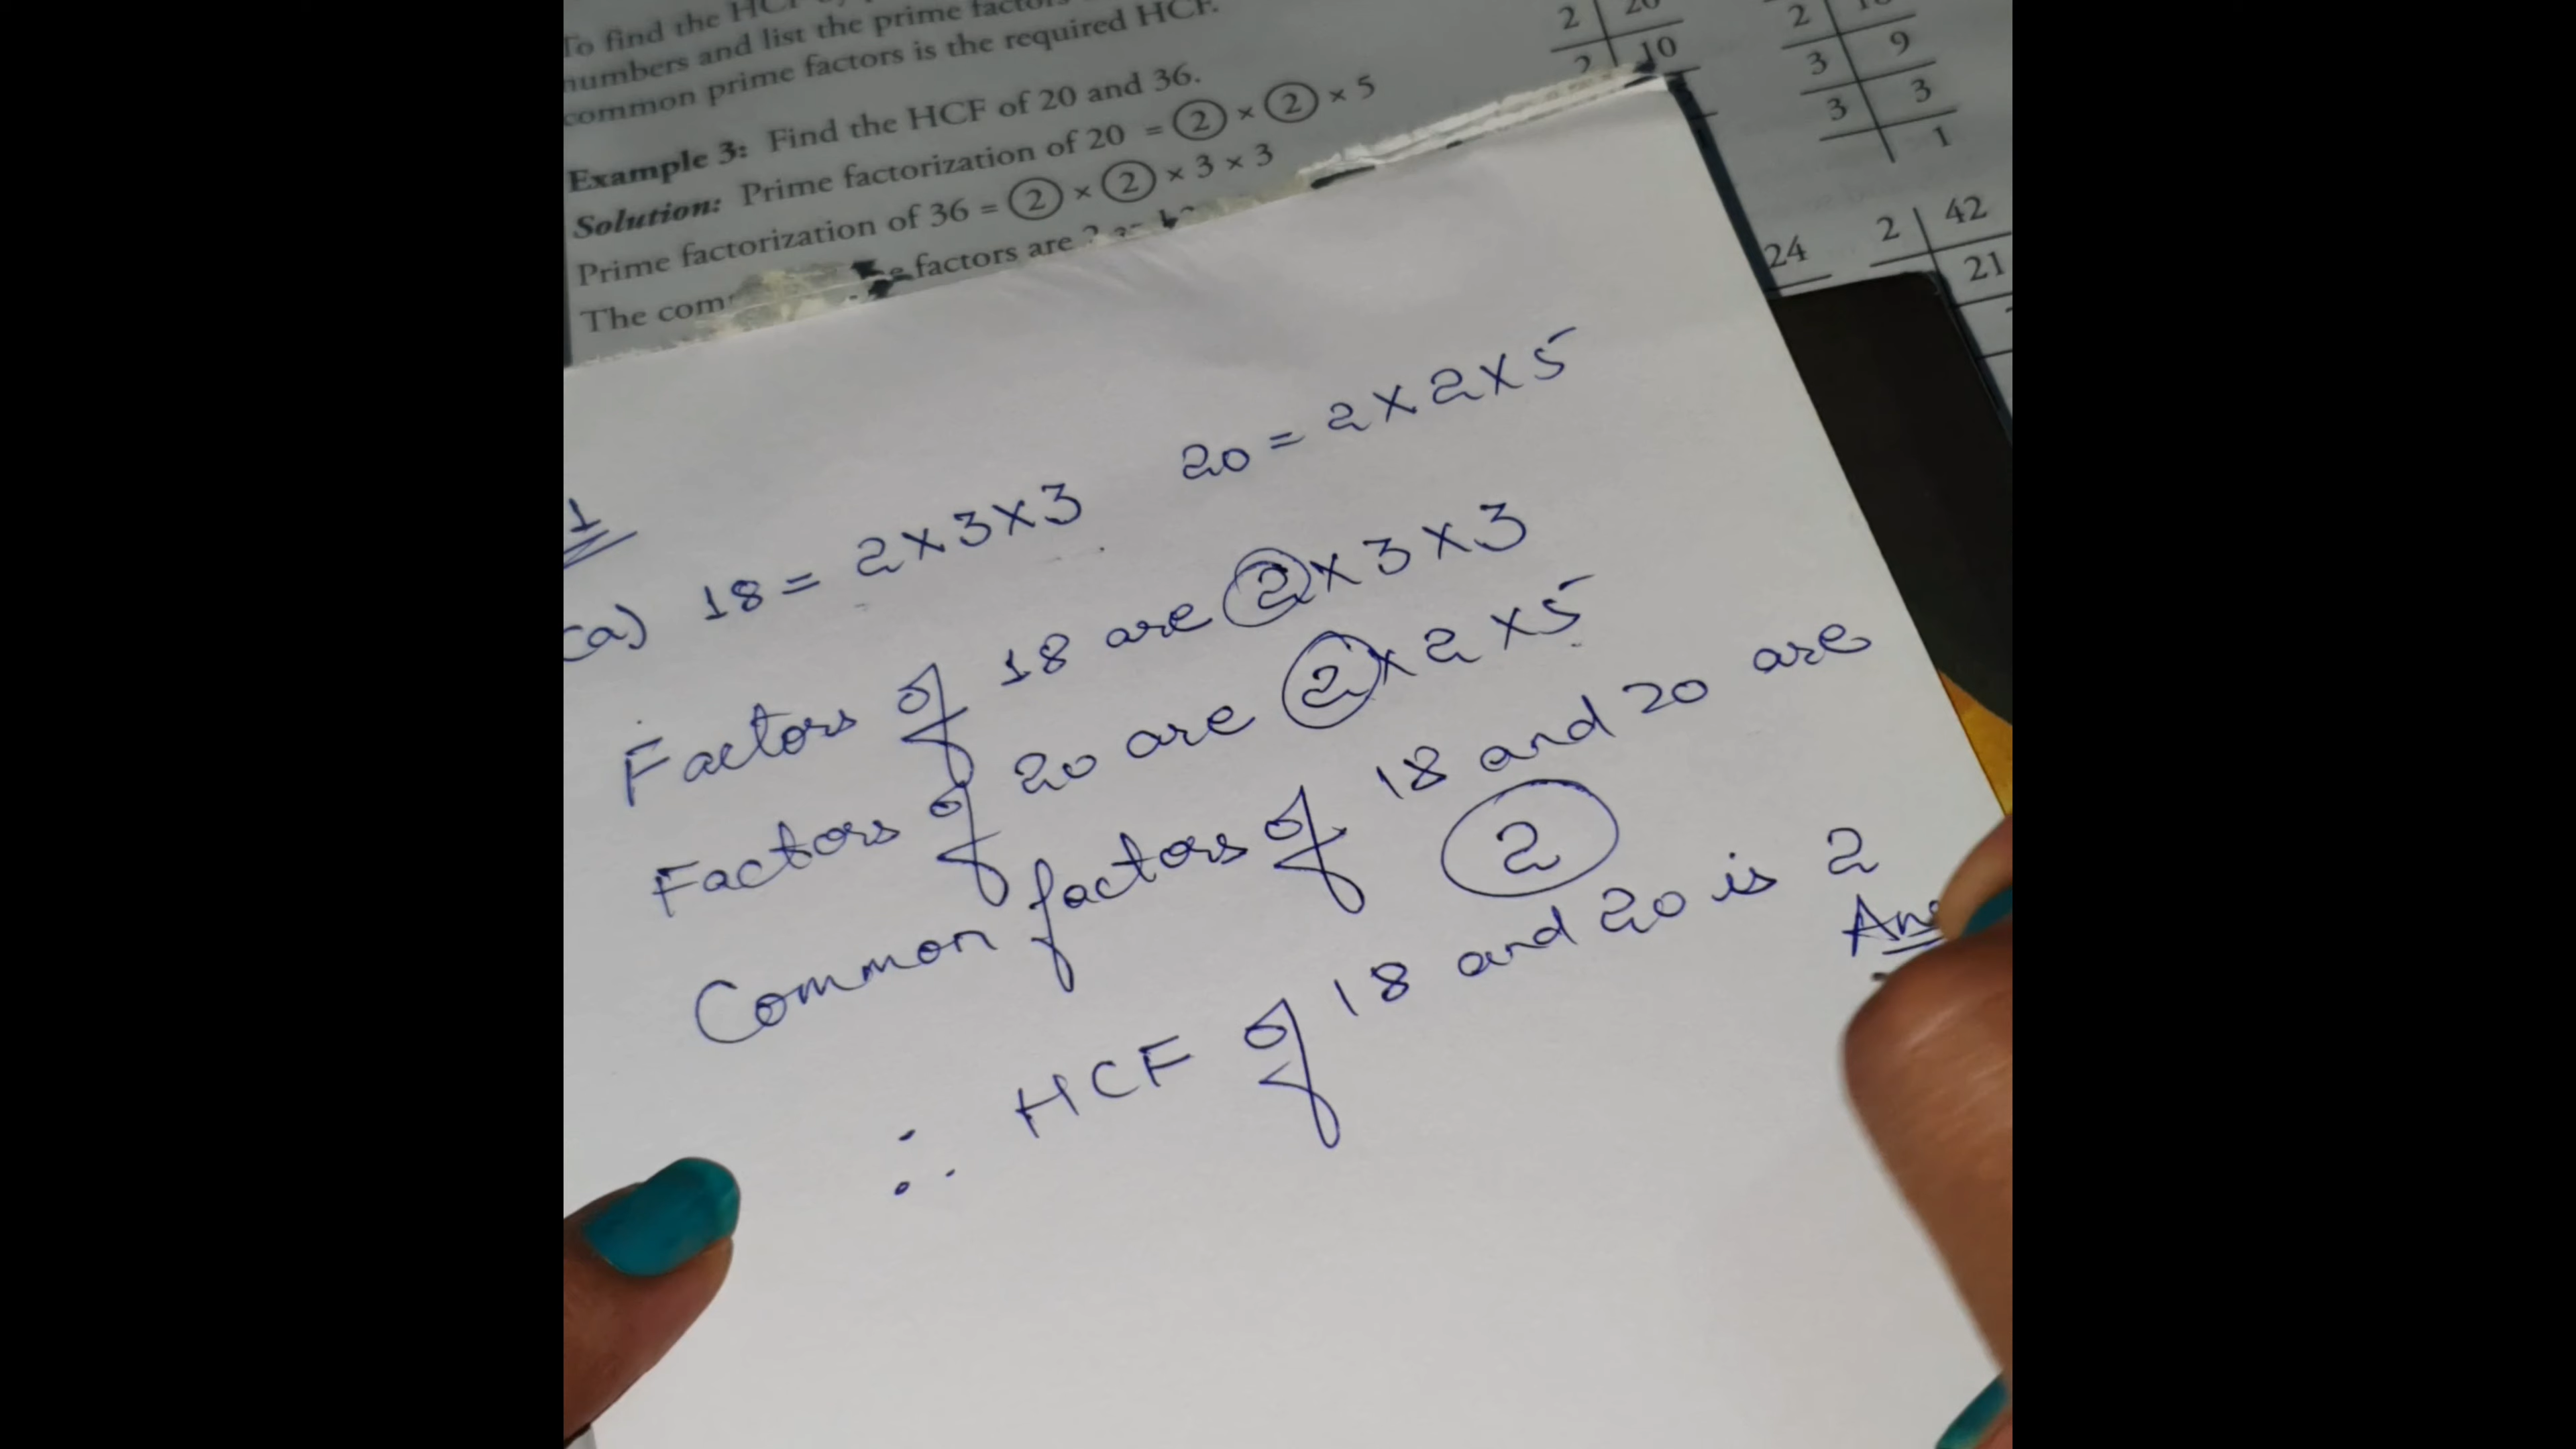 To find the HCF
numbers and list the prime factors
common prime factors is the required HCF.
Example 3: Find the HCF of 20 and 36.
Solution: Prime factorization of 20 = 2 × 2 × 5
Prime factorization of 36 = 2 × 2 × 3 × 3
The factors are
2 20
2 10
2
3 9
3 3
1
24
2 42
21
1
(a) 18 = 2×3×3 20 = 2×2×5
Factors of 18 are 2×3×3
Factors of 20 are 2×2×5
Common factors of 18 and 20 are
2
∴ HCF of 18 and 20 is 2
Ans